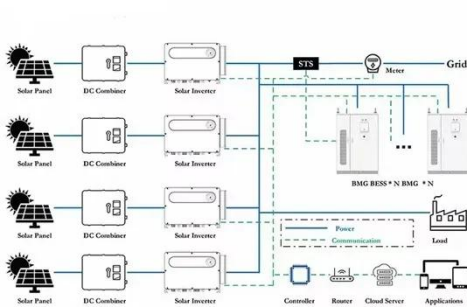 STS
Meter
Grid
Solar Panel DC Combiner Solar Inverter
Solar Panel DC Combiner Solar Inverter
BMG BESS * N BMG * N
Solar Panel DC Combiner Solar Inverter
Power
Communication
Load
Solar Panel DC Combiner Solar Inverter
Controller Router Cloud Server Applications